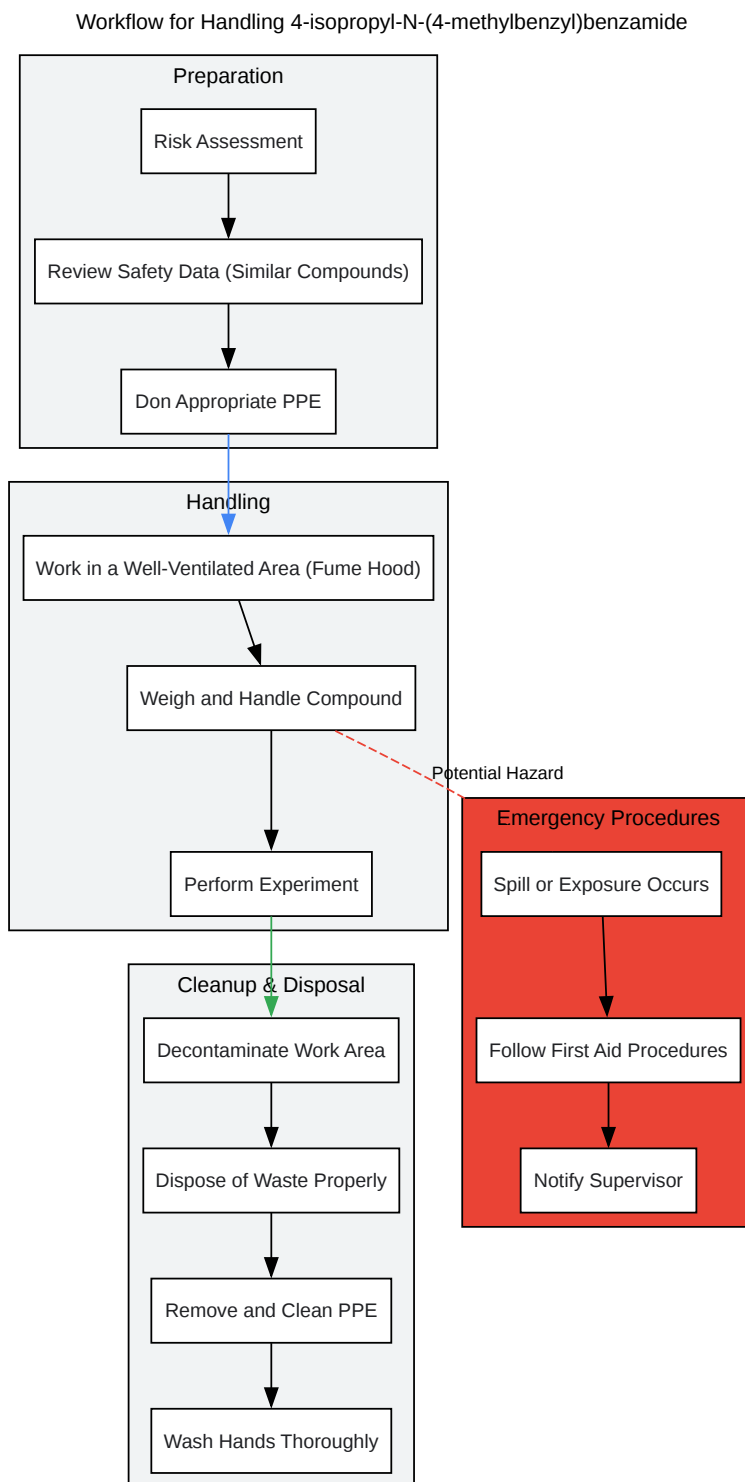 Workflow for Handling 4-isopropyl-N-(4-methylbenzyl)benzamide
Preparation
Risk Assessment
Review Safety Data (Similar Compounds)
Don Appropriate PPE
Handling
Work in a Well-Ventilated Area (Fume Hood)
Weigh and Handle Compound
Potential Hazard
Perform Experiment
Emergency Procedures
Spill or Exposure Occurs
Follow First Aid Procedures
Notify Supervisor
Cleanup & Disposal
Decontaminate Work Area
Dispose of Waste Properly
Remove and Clean PPE
Wash Hands Thoroughly